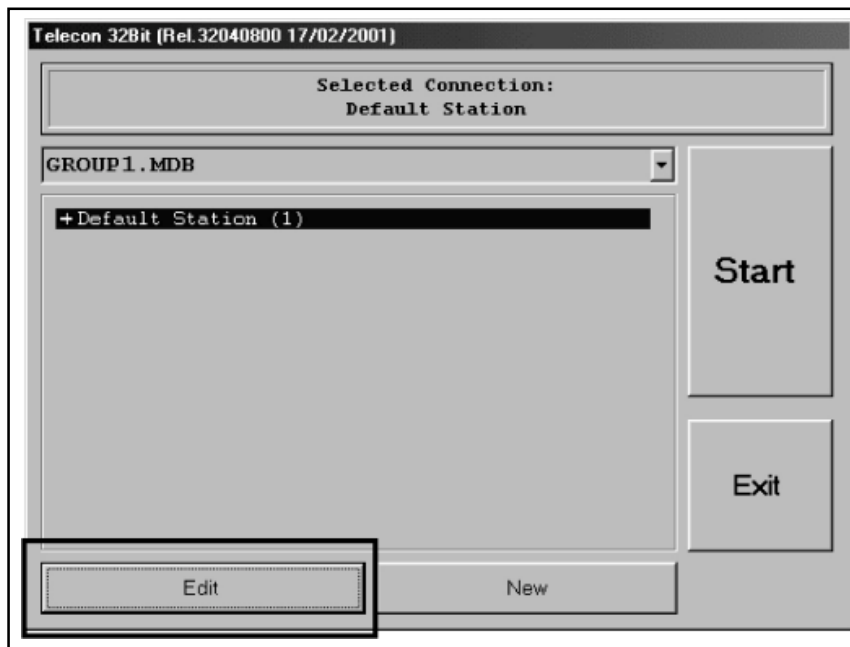 Telecon 32Bit (Rel.32040800 17/02/2001)
Selected Connection:
Default Station
GROUP1.MDB
+Default Station (1)
Start
Exit
Edit
New